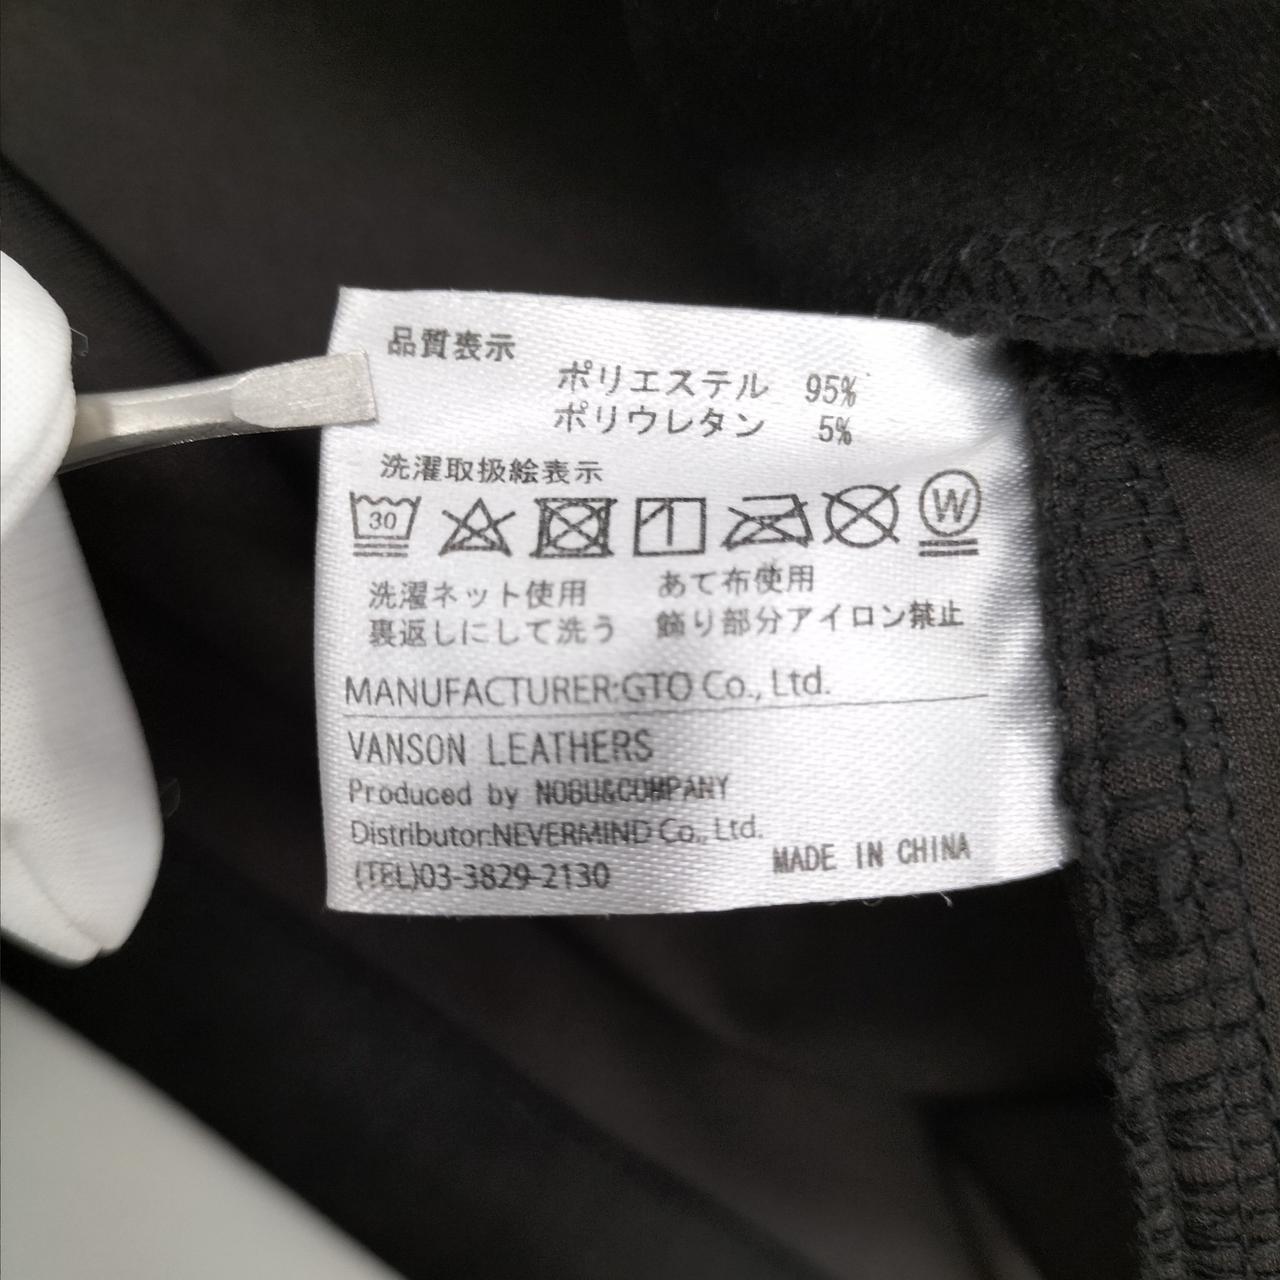 品質表示
ポリエステル 95%
ポリウレタン 5%
洗濯取扱絵表示
30 W
洗濯ネット使用 あて布使用
裏返しにして洗う 飾り部分アイロン禁止
MANUFACTURER:GTO Co., Ltd.
VANSON LEATHERS
Produced by NOBU&COMPANY
Distributor:NEVERMIND Co., Ltd.
(TEL)03-3829-2130 MADE IN CHINA